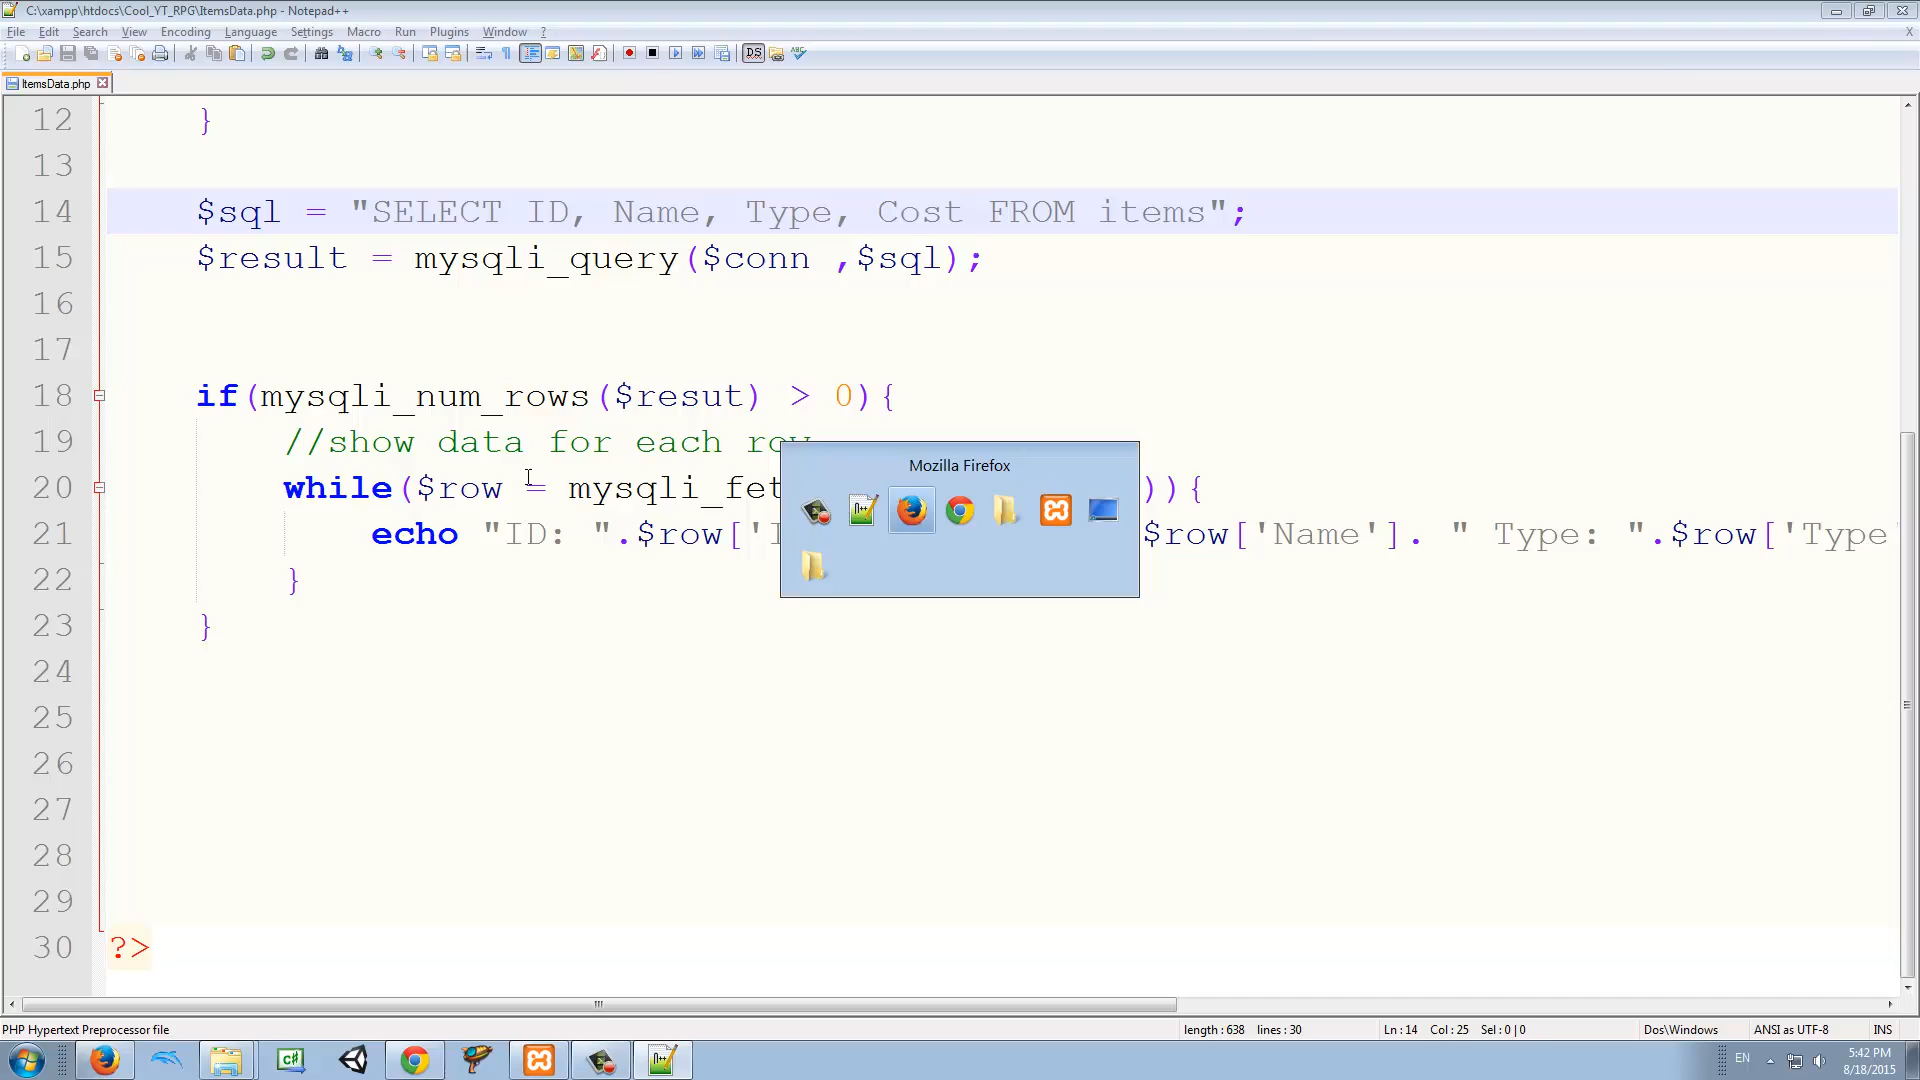 C:\xampp\htdocs\Cool_YT_RPG\ItemsData.php - Notepad++
File Edit Search View Encoding Language Settings Macro Run Plugins Window ? X
ItemsData.php
12 }
13
14 $sql = "SELECT ID, Name, Type, Cost FROM items";
15 $result = mysqli_query($conn ,$sql);
16
17
18 if(mysqli_num_rows($resut) > 0){
19 //show data for each row
20 while($row = mysqli_fet )){
21 echo "ID: ".$row['I $row['Name']. " Type: ".$row['Type'
22 }
23 }
24
25
26
27
28
29
30 ?>
Mozilla Firefox
PHP Hypertext Preprocessor file length : 638 lines : 30 Ln : 14 Col : 25 Sel : 0 | 0 Dos\Windows ANSI as UTF-8 INS
EN 5:42 PM
8/18/2015